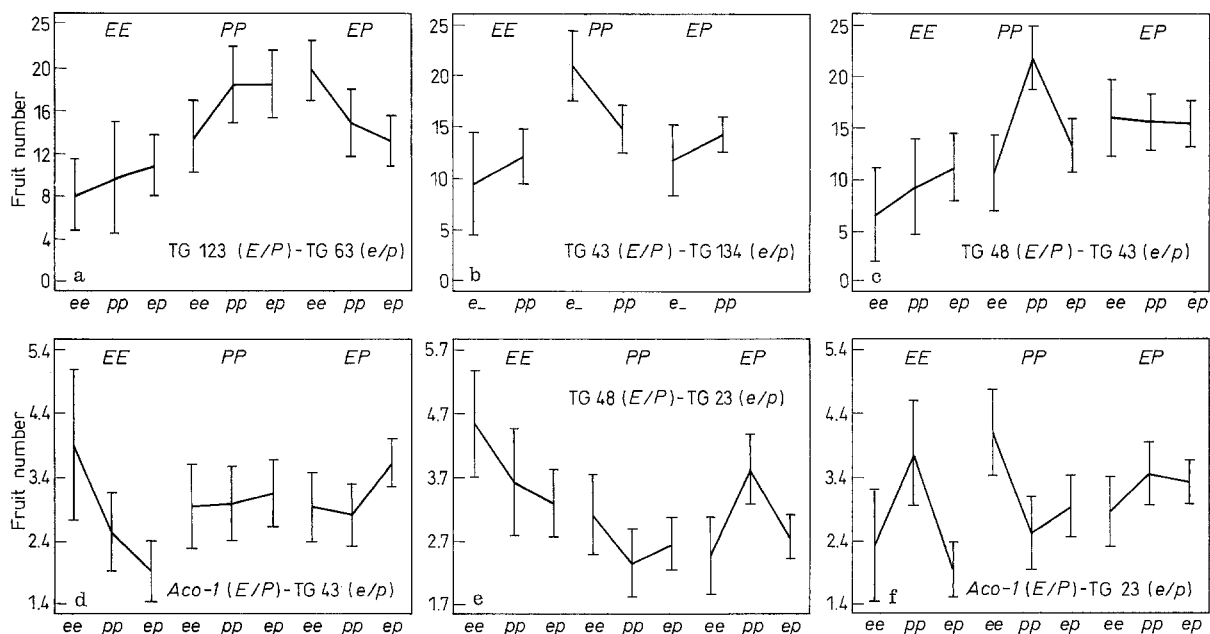 25
20
16
12
8
4
0
Fruit number
EE PP EP
TG 123 (E/P) - TG 63 (e/p)
a
ee pp ep ee pp ep ee pp ep
25
20
15
10
5
0
EE PP EP
TG 43 (E/P) - TG 134 (e/p)
b
e_ pp e_ pp e_ pp
25
20
15
10
5
0
EE PP EP
TG 48 (E/P) - TG 43 (e/p)
c
ee pp ep ee pp ep ee pp ep
5.4
4.4
3.4
2.4
1.4
Fruit number
EE PP EP
d Aco-1 (E/P) - TG 43 (e/p)
ee pp ep ee pp ep ee pp ep
5.7
4.7
3.7
2.7
1.7
EE PP EP
TG 48 (E/P) - TG 23 (e/p)
e
ee pp ep ee pp ep ee pp ep
5.4
4.4
3.4
2.4
1.4
EE PP EP
Aco-1 (E/P) - TG 23 (e/p)
f
ee pp ep ee pp ep ee pp ep